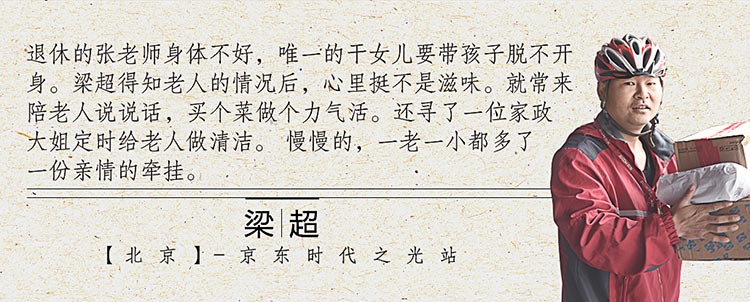 退休的张老师身体不好，唯一的干女儿要带孩子脱不开
身。梁超得知老人的情况后，心里挺不是滋味。就常来
陪老人说说话，买个菜做个力气活。还寻了一位家政
大姐定时给老人做清洁。 慢慢的，一老一小都多了
一份亲情的牵挂。
梁|超
【北京】-京东时代之光站